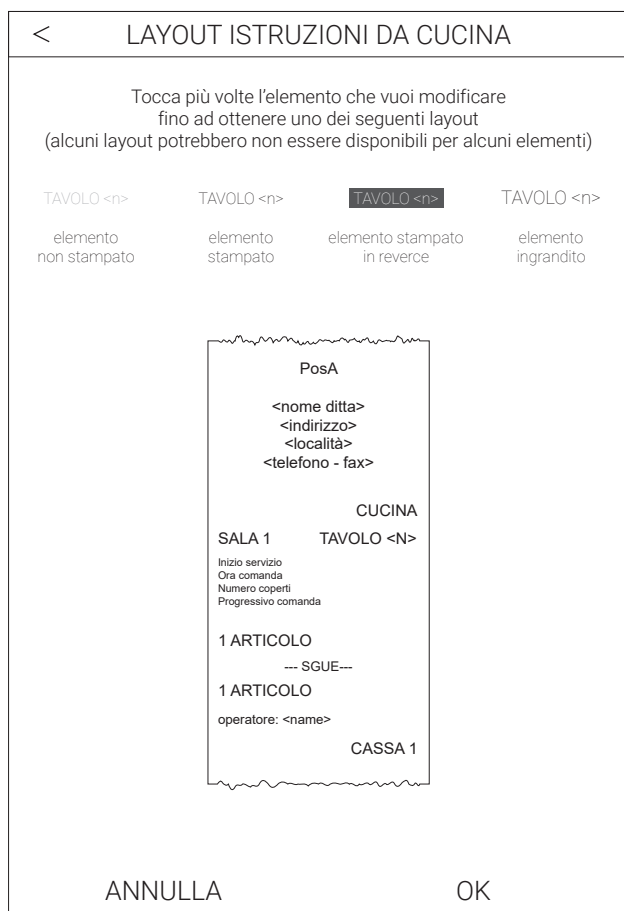 < LAYOUT ISTRUZIONI DA CUCINA
Tocca più volte l'elemento che vuoi modificare
fino ad ottenere uno dei seguenti layout
(alcuni layout potrebbero non essere disponibili per alcuni elementi)
TAVOLO <n> TAVOLO <n> TAVOLO <n> TAVOLO <n>
elemento elemento elemento stampato elemento
non stampato stampato in reverce ingrandito
PosA
<nome ditta>
<indirizzo>
<località>
<telefono - fax>
CUCINA
SALA 1 TAVOLO <N>
Inizio servizio
Ora comanda
Numero coperti
Progressivo comanda
1 ARTICOLO
--- SGUE---
1 ARTICOLO
operatore: <name>
CASSA 1
ANNULLA OK